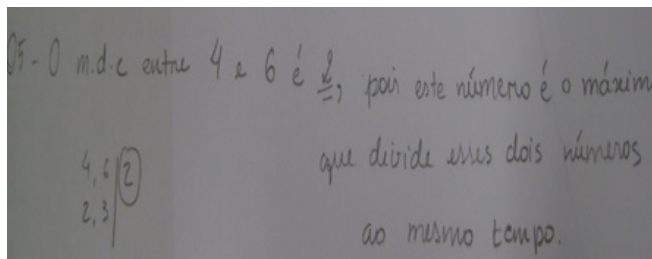 05 - O m.d.c entre 4 e 6 é 2, pois este número é o máxim
que divide esses dois números
ao mesmo tempo.
4, 6 | 2
2, 3